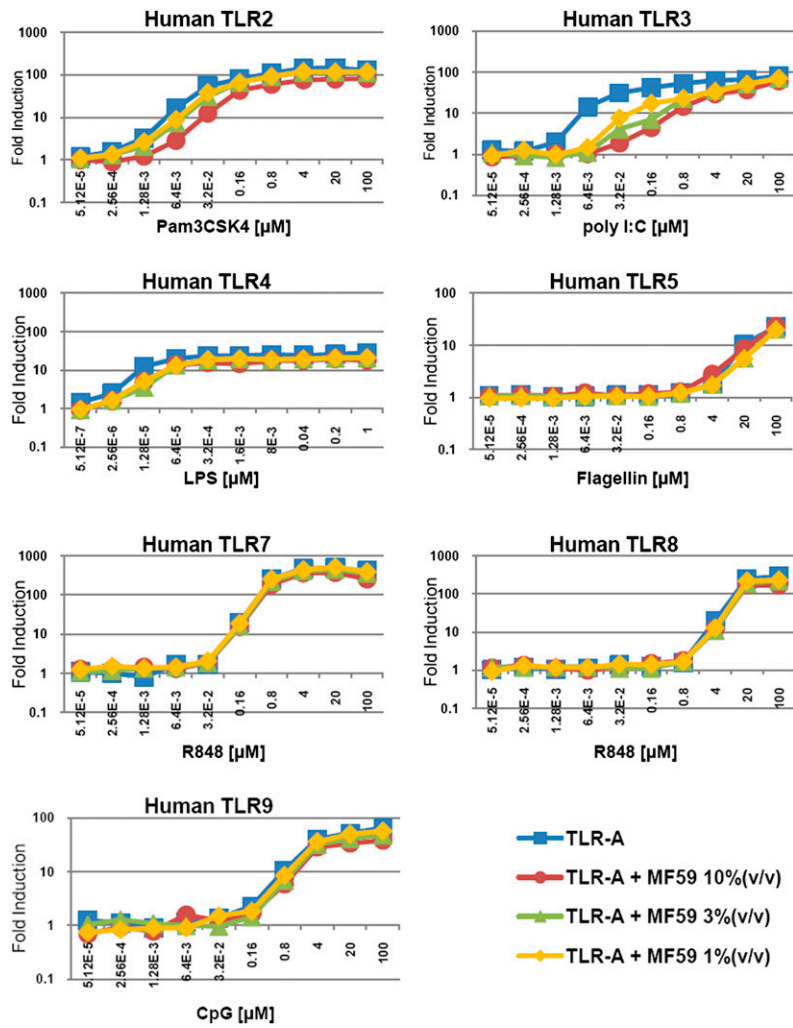 Human TLR2
Fold Induction
1000
100
10
1
0.1
5.12E-5
2.56E-4
1.28E-3
6.4E-3
3.2E-2
0.16
0.8
4
20
100
Pam3CSK4 [µM]
Human TLR3
Fold Induction
1000
100
10
1
0.1
5.12E-5
2.56E-4
1.28E-3
6.4E-3
3.2E-2
0.16
0.8
4
20
100
poly I:C [µM]
Human TLR4
Fold Induction
1000
100
10
1
0.1
5.12E-7
2.56E-6
1.28E-5
6.4E-5
3.2E-4
1.6E-3
8E-3
0.04
0.2
1
LPS [µM]
Human TLR5
Fold Induction
100
10
1
0.1
5.12E-5
2.56E-4
1.28E-3
6.4E-3
3.2E-2
0.16
0.8
4
20
100
Flagellin [µM]
Human TLR7
Fold Induction
1000
100
10
1
0.1
5.12E-5
2.56E-4
1.28E-3
6.4E-3
3.2E-2
0.16
0.8
4
20
100
R848 [µM]
Human TLR8
Fold Induction
1000
100
10
1
0.1
5.12E-5
2.56E-4
1.28E-3
6.4E-3
3.2E-2
0.16
0.8
4
20
100
R848 [µM]
Human TLR9
Fold Induction
100
10
1
0.1
5.12E-5
2.56E-4
1.28E-3
6.4E-3
3.2E-2
0.16
0.8
4
20
100
CpG [µM]
TLR-A
TLR-A + MF59 10%(v/v)
TLR-A + MF59 3%(v/v)
TLR-A + MF59 1%(v/v)